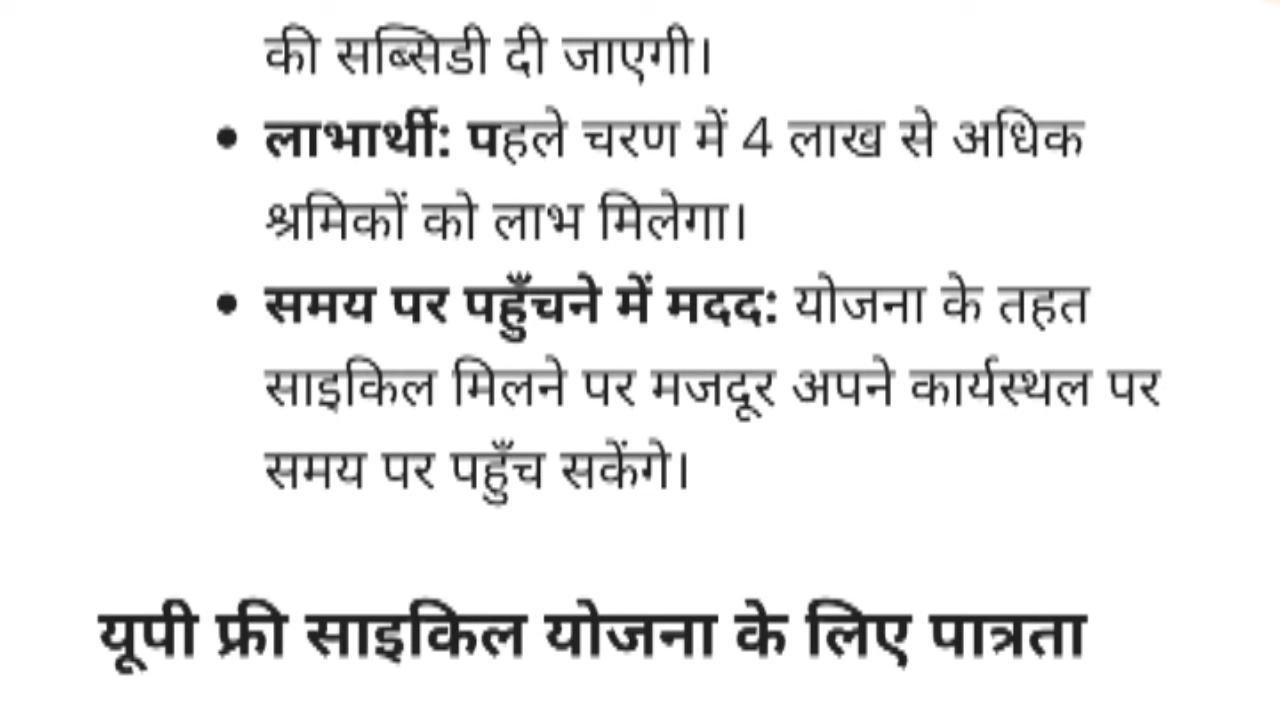 की सब्सिडी दी जाएगी।
• लाभार्थी: पहले चरण में 4 लाख से अधिक
श्रमिकों को लाभ मिलेगा।
• समय पर पहुँचने में मदद: योजना के तहत
साइकिल मिलने पर मजदूर अपने कार्यस्थल पर
समय पर पहुँच सकेंगे।
यूपी फ्री साइकिल योजना के लिए पात्रता